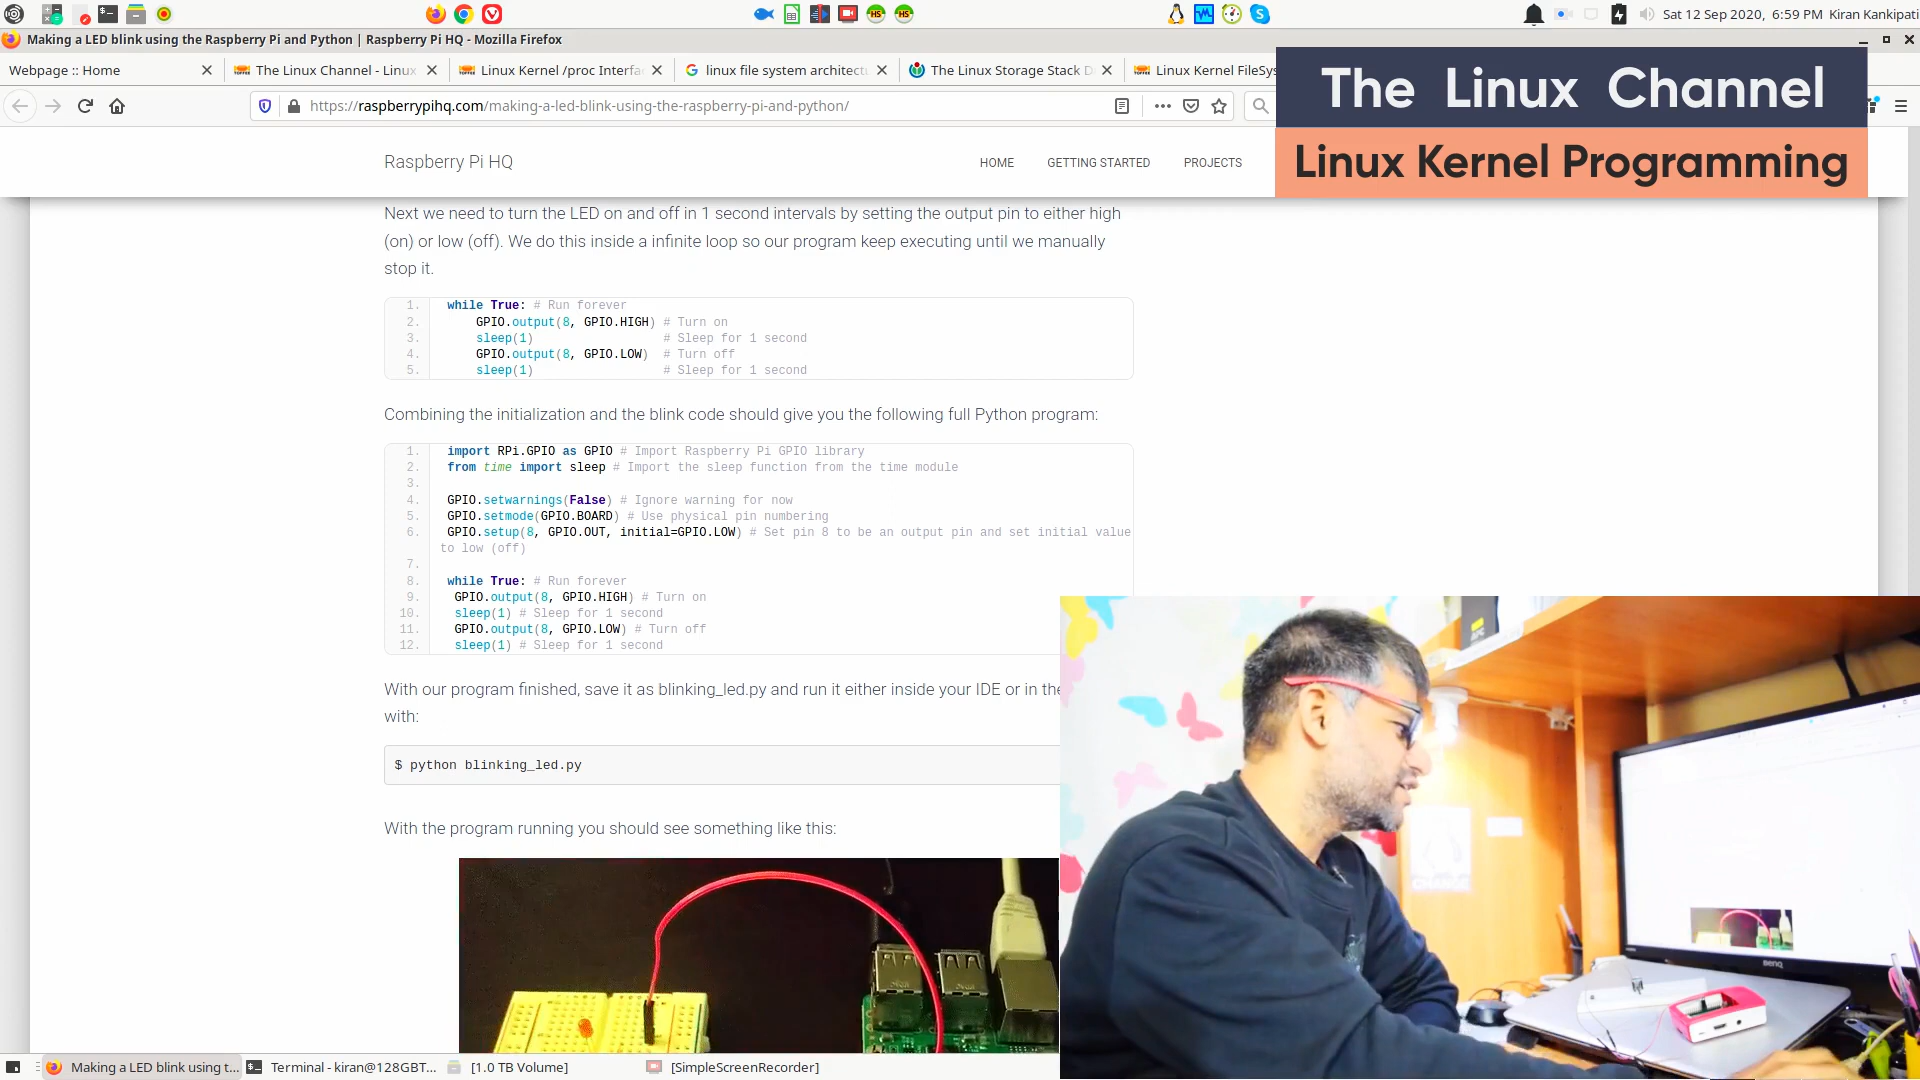 Sat 12 Sep 2020, 6:59 PM Kiran Kankipati
Making a LED blink using the Raspberry Pi and Python | Raspberry Pi HQ - Mozilla Firefox
Webpage :: Home
The Linux Channel - Linux
Linux Kernel /proc Interfa
linux file system architect
The Linux Storage Stack D
Linux Kernel FileSys
https://raspberrypihq.com/making-a-led-blink-using-the-raspberry-pi-and-python/
The Linux Channel
Linux Kernel Programming
Raspberry Pi HQ
HOME
GETTING STARTED
PROJECTS
Next we need to turn the LED on and off in 1 second intervals by setting the output pin to either high
(on) or low (off). We do this inside a infinite loop so our program keep executing until we manually
stop it.
1. while True: # Run forever
2. GPIO.output(8, GPIO.HIGH) # Turn on
3. sleep(1) # Sleep for 1 second
4. GPIO.output(8, GPIO.LOW) # Turn off
5. sleep(1) # Sleep for 1 second
Combining the initialization and the blink code should give you the following full Python program:
1. import RPi.GPIO as GPIO # Import Raspberry Pi GPIO library
2. from time import sleep # Import the sleep function from the time module
3.
4. GPIO.setwarnings(False) # Ignore warning for now
5. GPIO.setmode(GPIO.BOARD) # Use physical pin numbering
6. GPIO.setup(8, GPIO.OUT, initial=GPIO.LOW) # Set pin 8 to be an output pin and set initial value
to low (off)
7.
8. while True: # Run forever
9. GPIO.output(8, GPIO.HIGH) # Turn on
10. sleep(1) # Sleep for 1 second
11. GPIO.output(8, GPIO.LOW) # Turn off
12. sleep(1) # Sleep for 1 second
With our program finished, save it as blinking_led.py and run it either inside your IDE or in the
with:
$ python blinking_led.py
With the program running you should see something like this:
CHANGE
BenQ
Making a LED blink using t...
Terminal - kiran@128GBT...
[1.0 TB Volume]
[SimpleScreenRecorder]